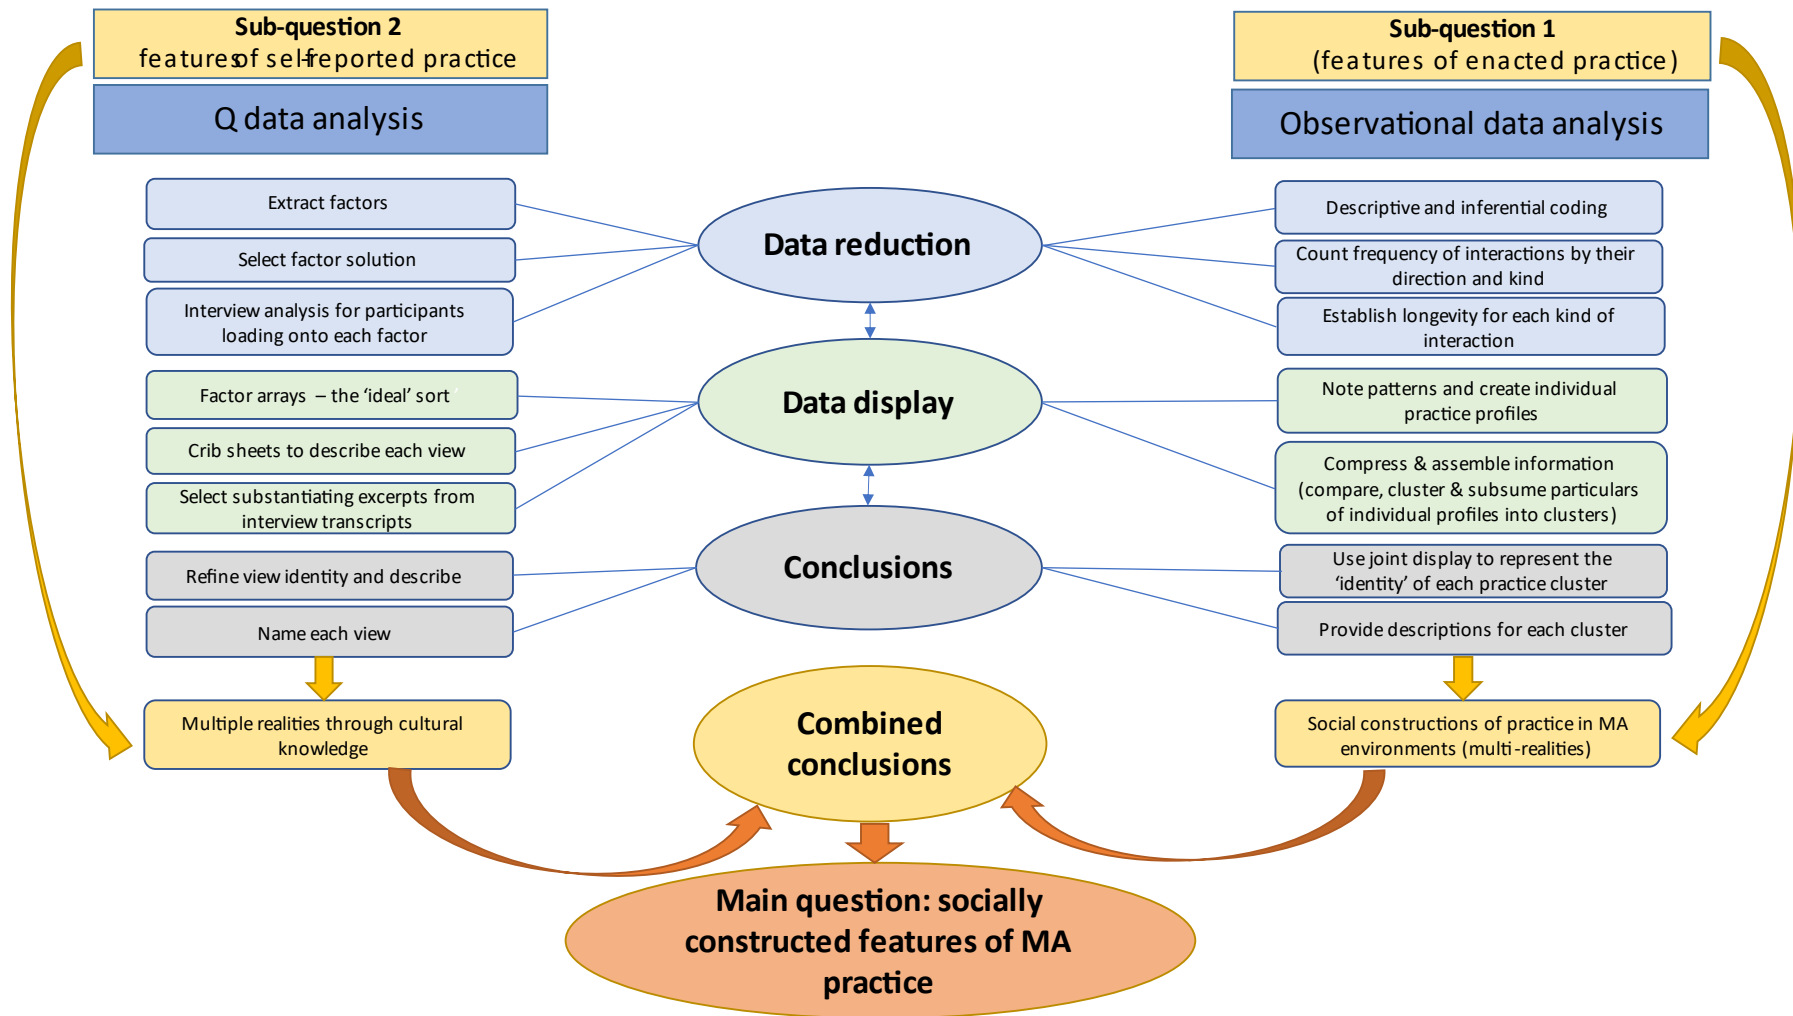 Sub-question 2
features of self-reported practice
Q data analysis
Extract factors
Select factor solution
Interview analysis for participants
loading onto each factor
Factor arrays – the ‘ideal’ sort
Crib sheets to describe each view
Select substantiating excerpts from
interview transcripts
Refine view identity and describe
Name each view
Multiple realities through cultural
knowledge
Data reduction
Data display
Conclusions
Combined
conclusions
Main question: socially
constructed features of MA
practice
Sub-question 1
(features of enacted practice)
Observational data analysis
Descriptive and inferential coding
Count frequency of interactions by their
direction and kind
Establish longevity for each kind of
interaction
Note patterns and create individual
practice profiles
Compress & assemble information
(compare, cluster & subsume particulars
of individual profiles into clusters)
Use joint display to represent the
‘identity’ of each practice cluster
Provide descriptions for each cluster
Social constructions of practice in MA
environments (multi-realities)